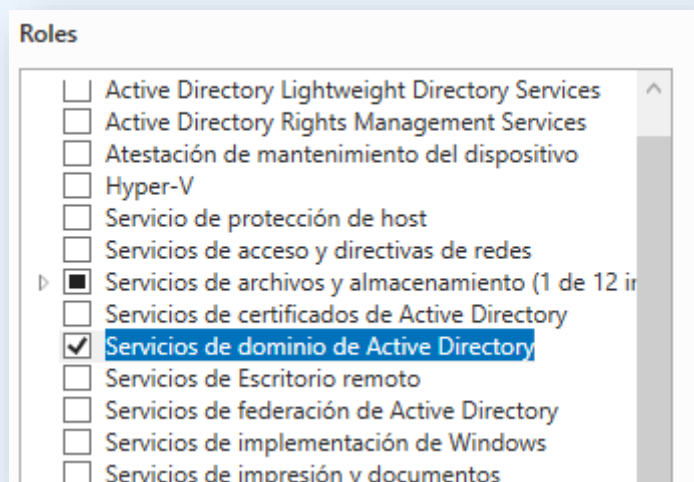 Roles
Active Directory Lightweight Directory Services
Active Directory Rights Management Services
Atestación de mantenimiento del dispositivo
Hyper-V
Servicio de protección de host
Servicios de acceso y directivas de redes
Servicios de archivos y almacenamiento (1 de 12 in
Servicios de certificados de Active Directory
Servicios de dominio de Active Directory
Servicios de Escritorio remoto
Servicios de federación de Active Directory
Servicios de implementación de Windows
Servicios de impresión y documentos